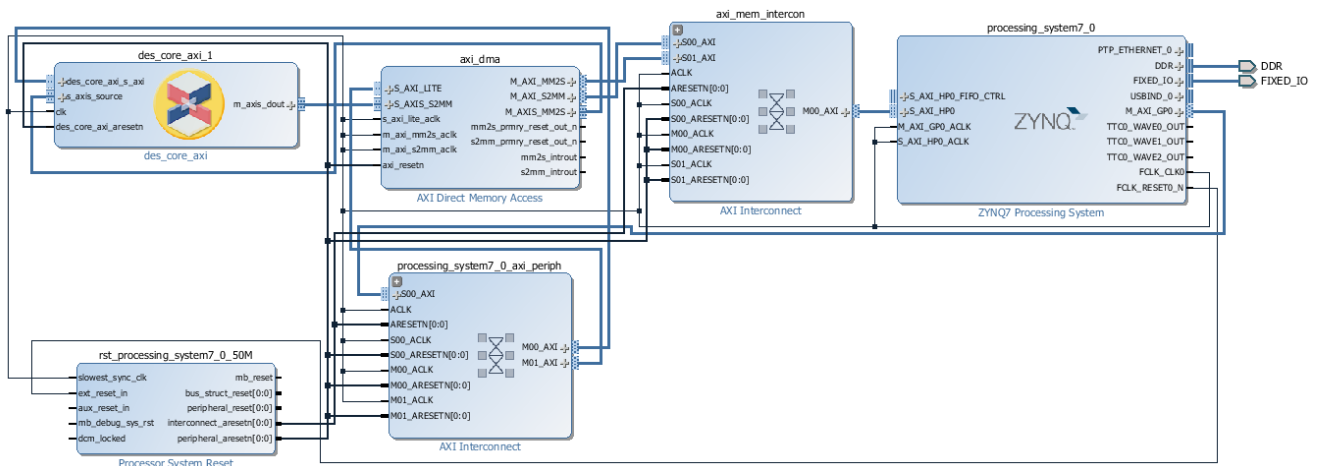 des_core_axi_1
des_core_axi_s_axi
s_axis_source
clk
des_core_axi_aresetn
m_axis_dout
des_core_axi
axi_dma
S_AXI_LITE
S_AXIS_S2MM
s_axi_lite_aclk
m_axi_mm2s_aclk
m_axi_s2mm_aclk
axi_resetn
M_AXI_MM2S
M_AXI_S2MM
M_AXIS_MM2S
mm2s_prmry_reset_out_n
s2mm_prmry_reset_out_n
mm2s_introut
s2mm_introut
AXI Direct Memory Access
axi_mem_intercon
S00_AXI
S01_AXI
ACLK
ARESETN[0:0]
S00_ACLK
S00_ARESETN[0:0]
M00_ACLK
M00_ARESETN[0:0]
S01_ACLK
S01_ARESETN[0:0]
M00_AXI
AXI Interconnect
processing_system7_0
S_AXI_HP0_FIFO_CTRL
S_AXI_HP0
M_AXI_GP0_ACLK
S_AXI_HP0_ACLK
ZYNQ
PTP_ETHERNET_0
DDR
FIXED_IO
USBIND_0
M_AXI_GP0
TTC0_WAVE0_OUT
TTC0_WAVE1_OUT
TTC0_WAVE2_OUT
FCLK_CLK0
FCLK_RESET0_N
ZYNQ7 Processing System
DDR
FIXED_IO
processing_system7_0_axi_periph
S00_AXI
ACLK
ARESETN[0:0]
S00_ACLK
S00_ARESETN[0:0]
M00_ACLK
M00_ARESETN[0:0]
M01_ACLK
M01_ARESETN[0:0]
M00_AXI
M01_AXI
AXI Interconnect
rst_processing_system7_0_50M
slowest_sync_clk
ext_reset_in
aux_reset_in
mb_debug_sys_rst
dcm_locked
mb_reset
bus_struct_reset[0:0]
peripheral_reset[0:0]
interconnect_aresetn[0:0]
peripheral_aresetn[0:0]
Processor System Reset